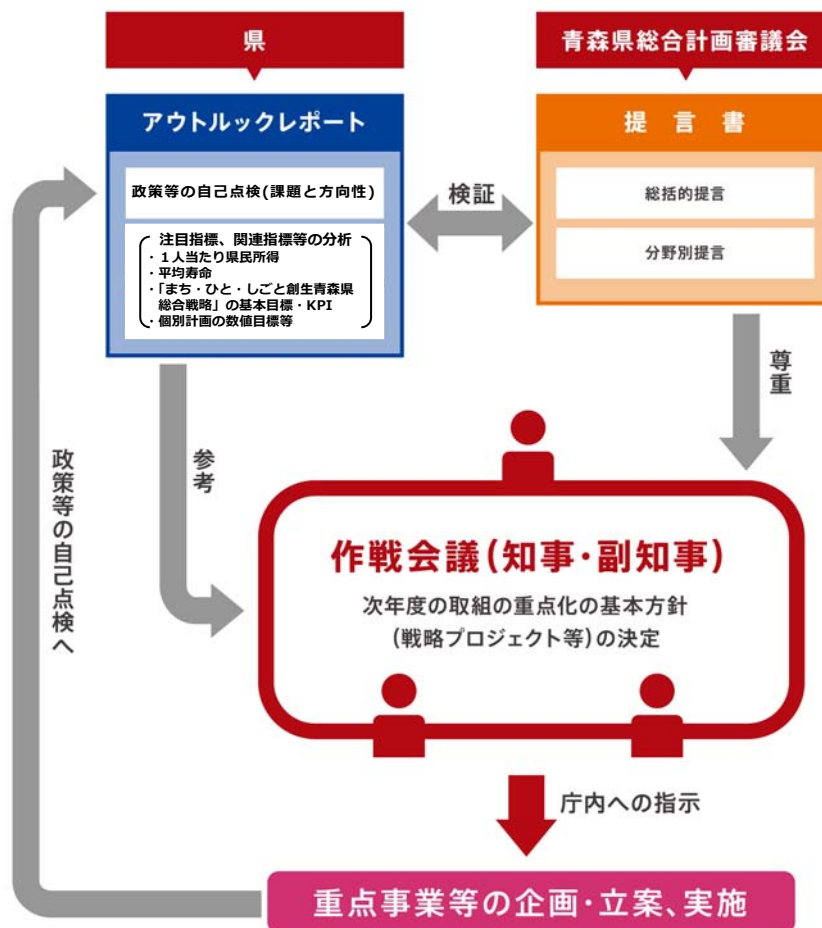 県
アウトルックレポート
政策等の自己点検(課題と方向性)
注目指標、関連指標等の分析
・１人当たり県民所得
・平均寿命
・「まち・ひと・しごと創生青森県
総合戦略」の基本目標・KPI
・個別計画の数値目標等
検証
青森県総合計画審議会
提言書
総括的提言
分野別提言
尊重
参考
政策等の自己点検へ
作戦会議(知事・副知事)
次年度の取組の重点化の基本方針
(戦略プロジェクト等)の決定
庁内への指示
重点事業等の企画・立案、実施